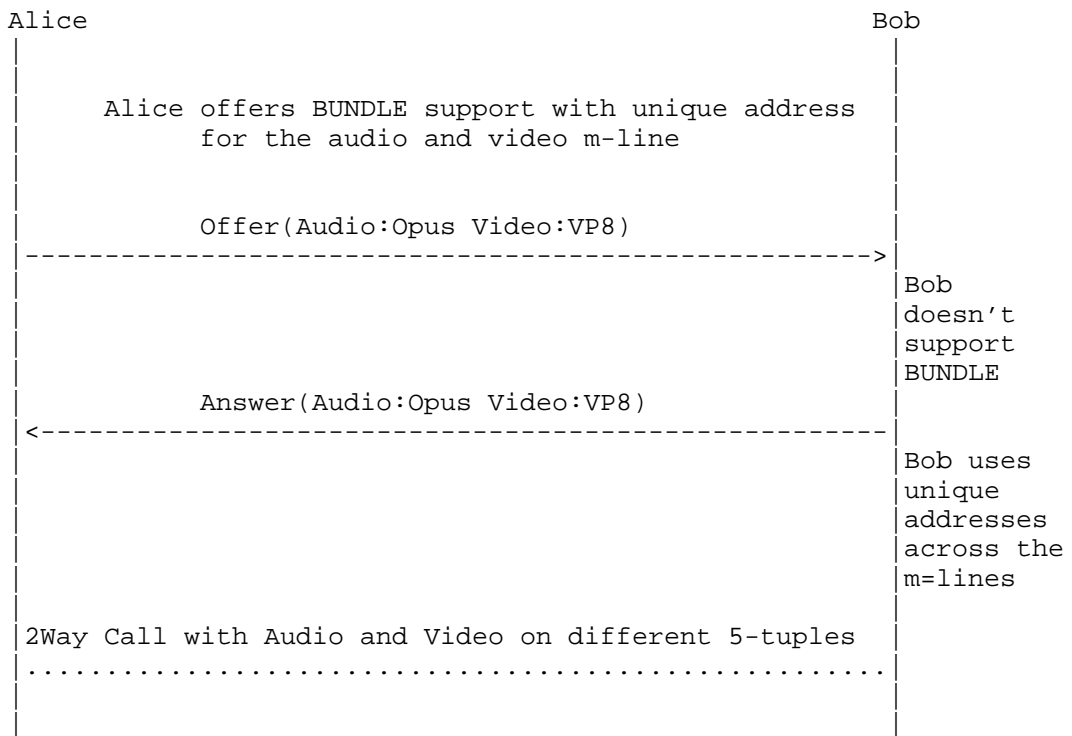 Alice Bob
Alice offers BUNDLE support with unique address
for the audio and video m-line
Offer(Audio:Opus Video:VP8)
Bob
doesn't
support
BUNDLE
Answer(Audio:Opus Video:VP8)
Bob uses
unique
addresses
across the
m=lines
2Way Call with Audio and Video on different 5-tuples